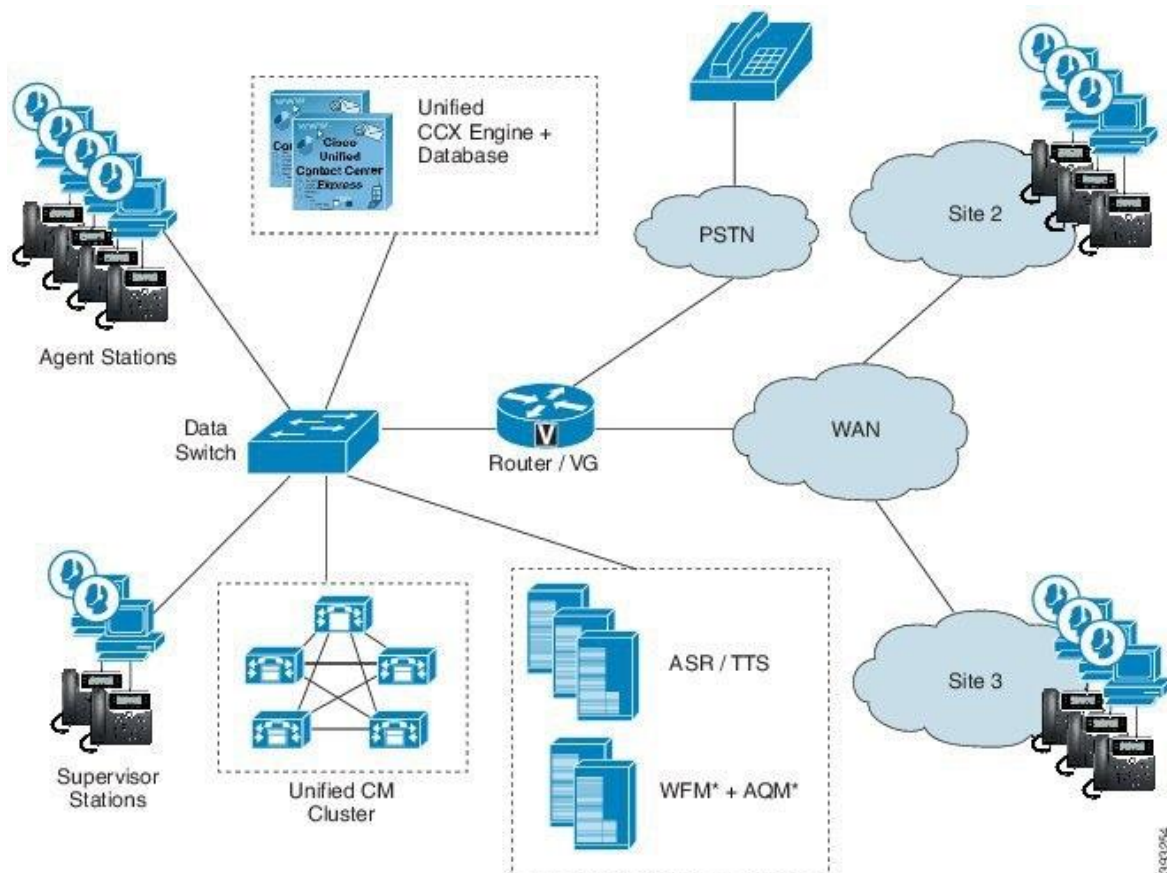 Unified
CCX Engine +
Database
Cisco
Unified
Contact Center
Express
PSTN
Site 2
Agent Stations
Data
Switch
V
Router / VG
WAN
ASR / TTS
Site 3
WFM* + AQM*
Supervisor
Stations
Unified CM
Cluster
393254